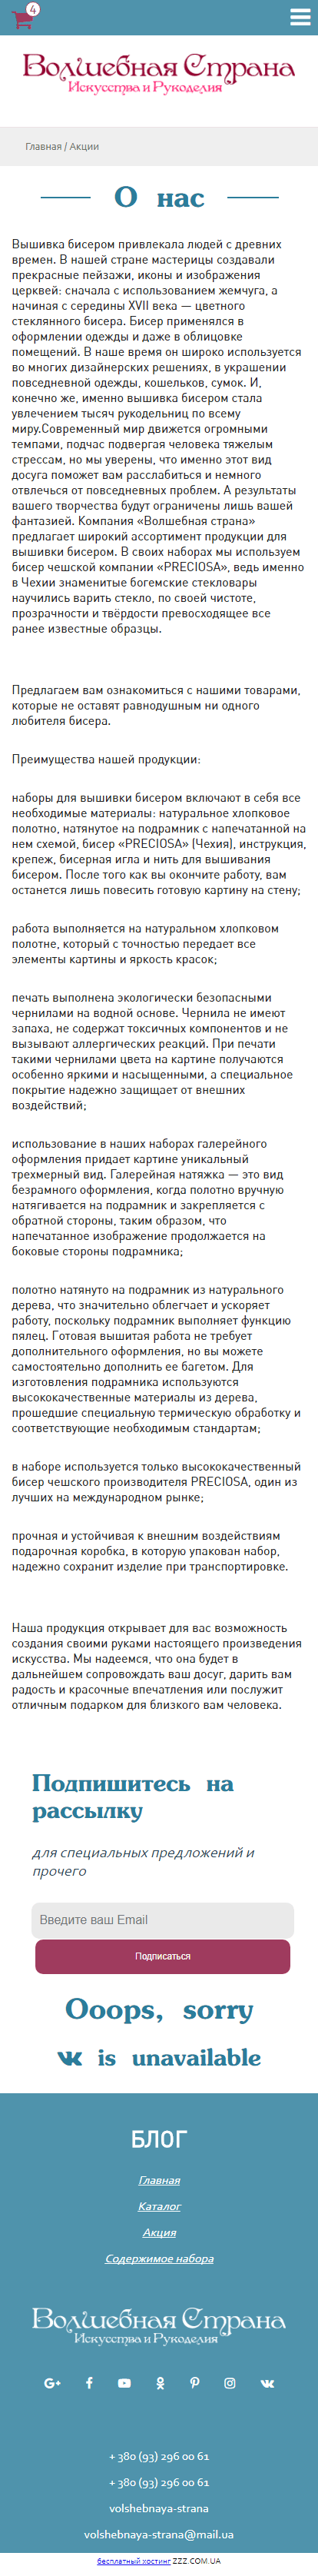 4
Волшебная Страна
Искусства и Рукоделия
Главная / Акции
О нас
Вышивка бисером привлекала людей с древних
времен. В нашей стране мастерицы создавали
прекрасные пейзажи, иконы и изображения
церквей: сначала с использованием жемчуга, а
начиная с середины XVII века — цветного
стеклянного бисера. Бисер применялся в
оформлении одежды и даже в облицовке
помещений. В наше время он широко используется
во многих дизайнерских решениях, в украшении
повседневной одежды, кошельков, сумок. И,
конечно же, именно вышивка бисером стала
увлечением тысяч рукодельниц по всему
миру.Современный мир движется огромными
темпами, подчас подвергая человека тяжелым
стрессам, но мы уверены, что именно этот вид
досуга поможет вам расслабиться и немного
отвлечься от повседневных проблем. А результаты
вашего творчества будут ограничены лишь вашей
фантазией. Компания «Волшебная страна»
предлагает широкий ассортимент продукции для
вышивки бисером. В своих наборах мы используем
бисер чешской компании «PRECIOSA», ведь именно
в Чехии знаменитые богемские стекловары
научились варить стекло, по своей чистоте,
прозрачности и твёрдости превосходящее все
ранее известные образцы.
Предлагаем вам ознакомиться с нашими товарами,
которые не оставят равнодушным ни одного
любителя бисера.
Преимущества нашей продукции:
наборы для вышивки бисером включают в себя все
необходимые материалы: натуральное хлопковое
полотно, натянутое на подрамник с напечатанной на
нем схемой, бисер «PRECIOSA» (Чехия), инструкция,
крепеж, бисерная игла и нить для вышивания
бисером. После того как вы окончите работу, вам
останется лишь повесить готовую картину на стену;
работа выполняется на натуральном хлопковом
полотне, который с точностью передает все
элементы картины и яркость красок;
печать выполнена экологически безопасными
чернилами на водной основе. Чернила не имеют
запаха, не содержат токсичных компонентов и не
вызывают аллергических реакций. При печати
такими чернилами цвета на картине получаются
особенно яркими и насыщенными, а специальное
покрытие надежно защищает от внешних
воздействий;
использование в наших наборах галерейного
оформления придает картине уникальный
трехмерный вид. Галерейная натяжка — это вид
безрамного оформления, когда полотно вручную
натягивается на подрамник и закрепляется с
обратной стороны, таким образом, что
напечатанное изображение продолжается на
боковые стороны подрамника;
полотно натянуто на подрамник из натурального
дерева, что значительно облегчает и ускоряет
работу, поскольку подрамник выполняет функцию
пялец. Готовая вышитая работа не требует
дополнительного оформления, но вы можете
самостоятельно дополнить ее багетом. Для
изготовления подрамника используются
высококачественные материалы из дерева,
прошедшие специальную термическую обработку и
соответствующие необходимым стандартам;
в наборе используется только высококачественный
бисер чешского производителя PRECIOSA, один из
лучших на международном рынке;
прочная и устойчивая к внешним воздействиям
подарочная коробка, в которую упакован набор,
надежно сохранит изделие при транспортировке.
Наша продукция открывает для вас возможность
создания своими руками настоящего произведения
искусства. Мы надеемся, что она будет в
дальнейшем сопровождать ваш досуг, дарить вам
радость и красочные впечатления или послужит
отличным подарком для близкого вам человека.
Подпишитесь на
рассылку
для специальных предложений и
прочего
Введите ваш Email
Подписаться
Ooops, sorry
is unavailable
БЛОГ
Главная
Каталог
Акция
Содержимое набора
Волшебная Страна
Искусства и Рукоделия
+ 380 (93) 296 00 61
+ 380 (93) 296 00 61
volshebnaya-strana
volshebnaya-strana@mail.ua
бесплатный хостинг ZZZ.COM.UA